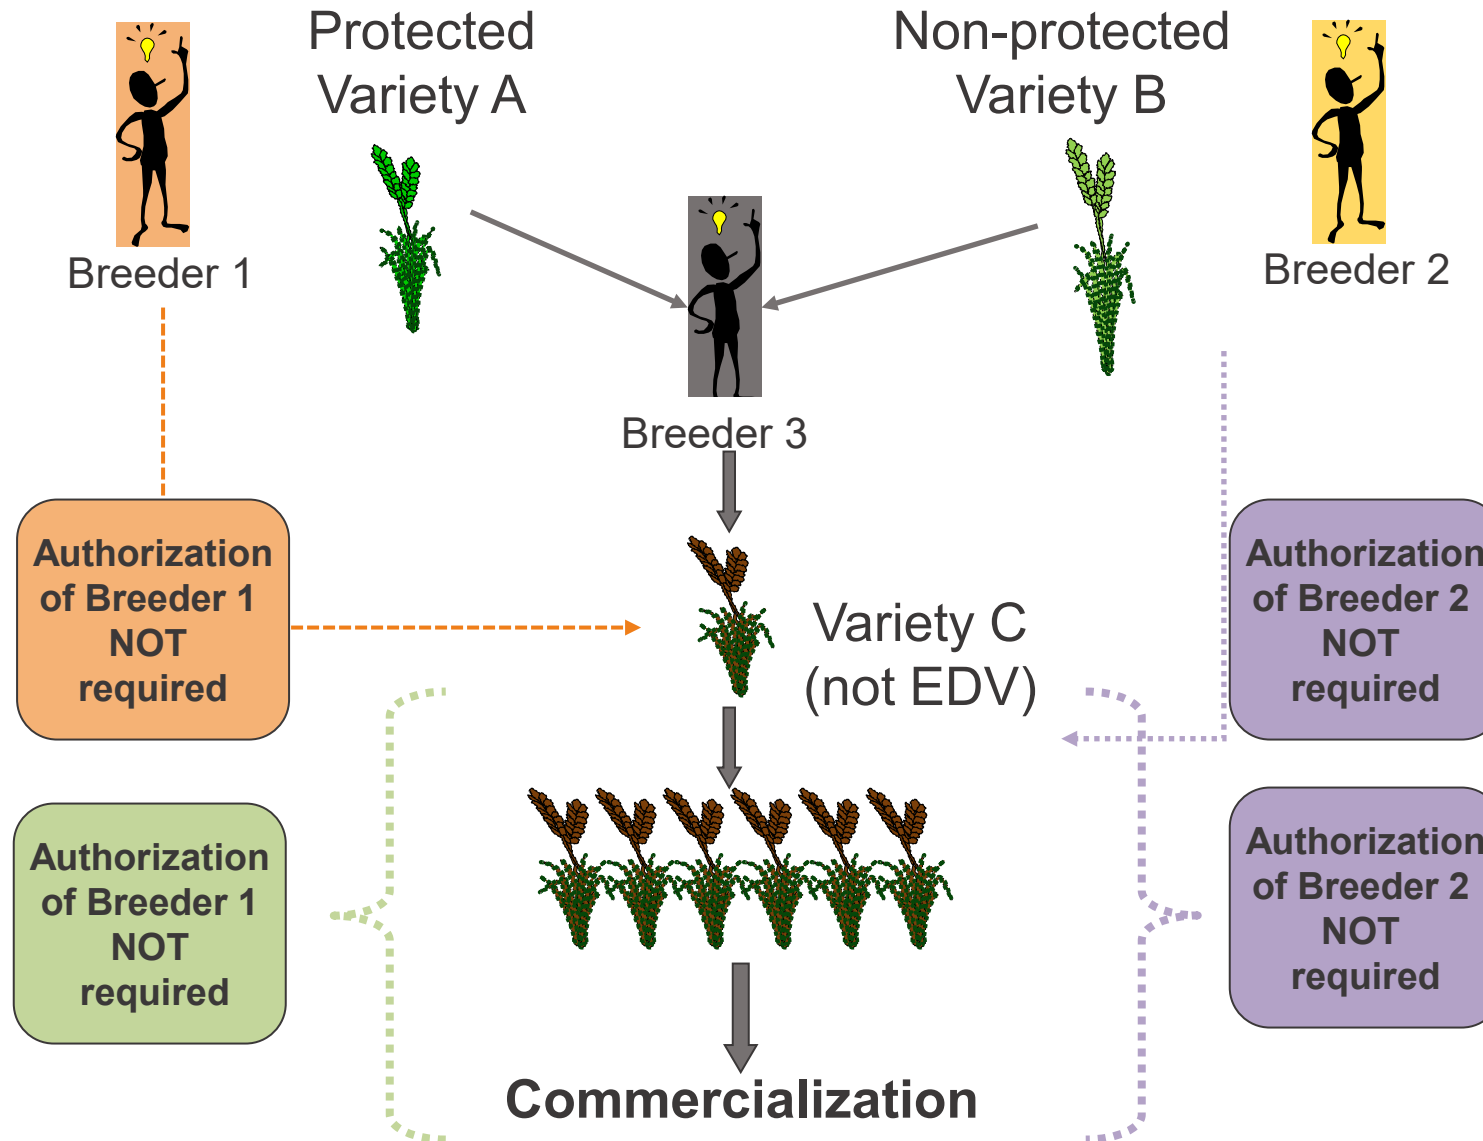 Protected
Variety A
Non-protected
Variety B
Breeder 1
Breeder 2
Breeder 3
Authorization
of Breeder 1
NOT
required
Variety C
(not EDV)
Authorization
of Breeder 2
NOT
required
Authorization
of Breeder 1
NOT
required
Authorization
of Breeder 2
NOT
required
Commercialization